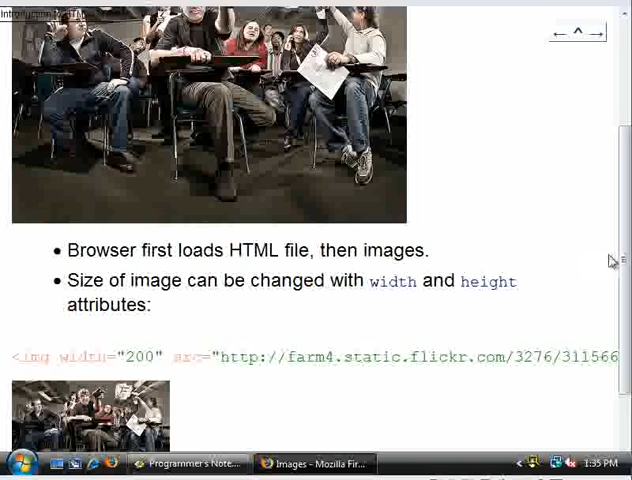 ← ^ →
• Browser first loads HTML file, then images.
• Size of image can be changed with width and height
attributes:
<img width="200" src="http://farm4.static.flickr.com/3276/311566
Programmer's Note...
Images - Mozilla Fir...
1:35 PM